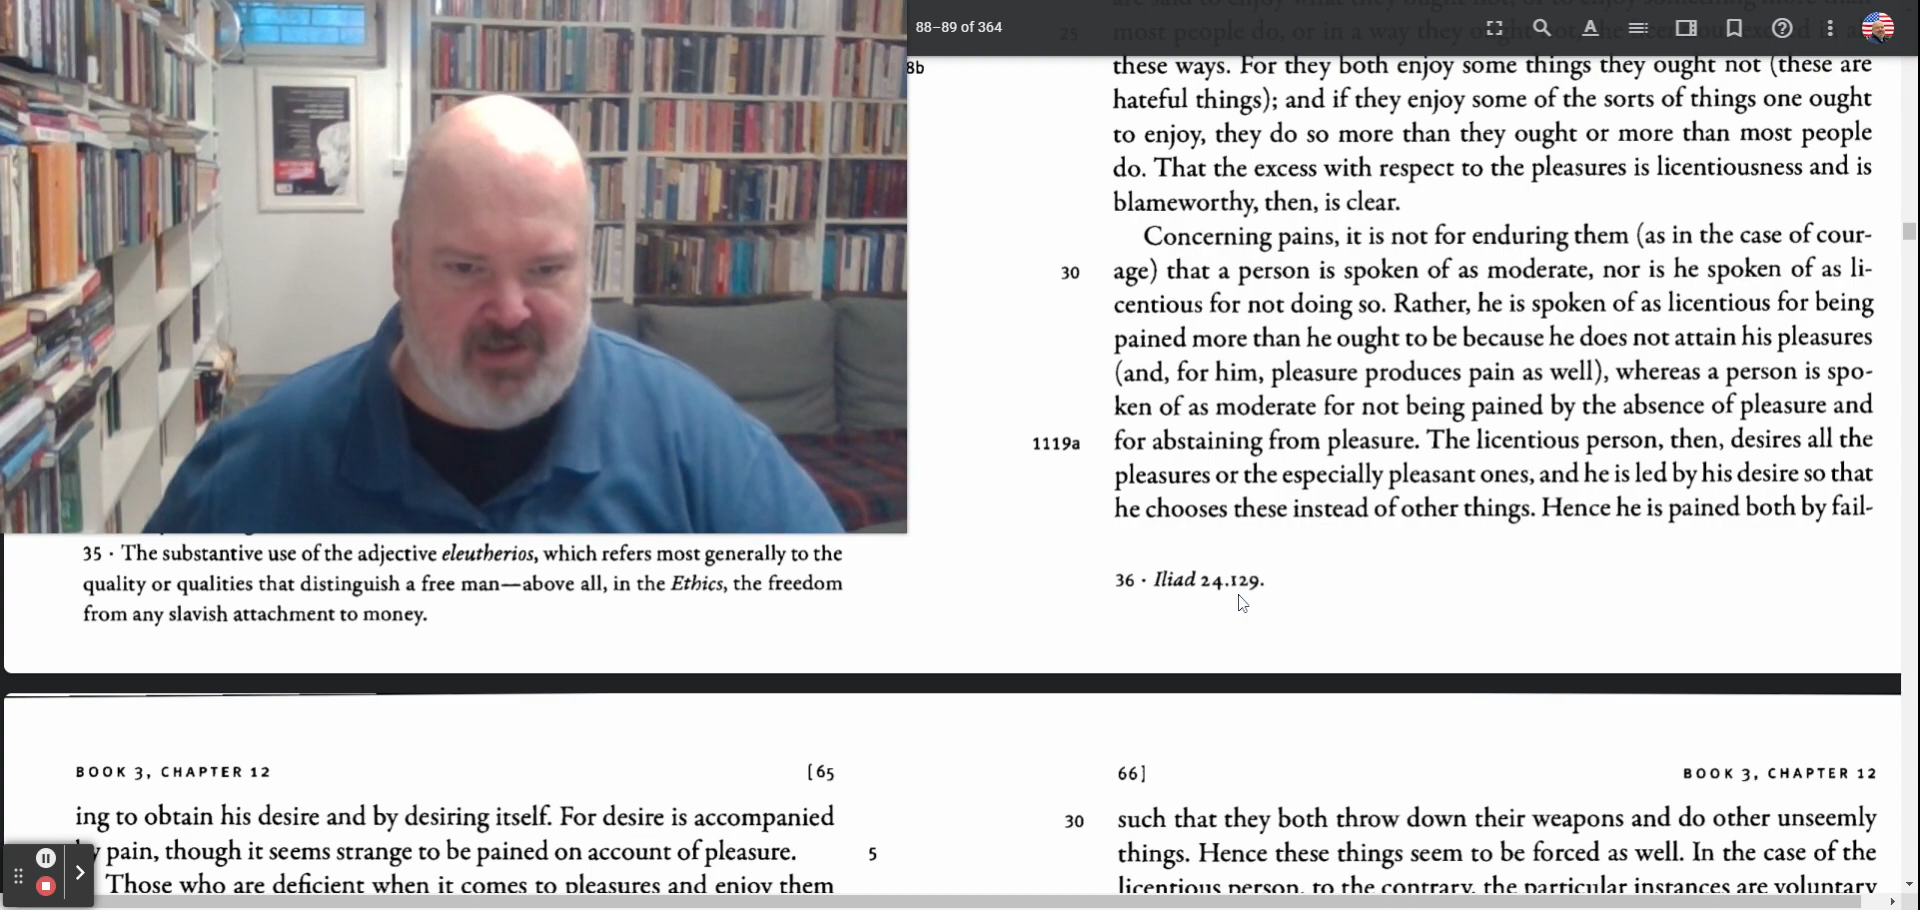 88–89 of 364
8b
25
most people do, or in a way they ought not, the licentious exceed in all
these ways. For they both enjoy some things they ought not (these are
hateful things); and if they enjoy some of the sorts of things one ought
to enjoy, they do so more than they ought or more than most people
do. That the excess with respect to the pleasures is licentiousness and is
blameworthy, then, is clear.
Concerning pains, it is not for enduring them (as in the case of cour-
30 age) that a person is spoken of as moderate, nor is he spoken of as li-
centious for not doing so. Rather, he is spoken of as licentious for being
pained more than he ought to be because he does not attain his pleasures
(and, for him, pleasure produces pain as well), whereas a person is spo-
ken of as moderate for not being pained by the absence of pleasure and
1119a for abstaining from pleasure. The licentious person, then, desires all the
pleasures or the especially pleasant ones, and he is led by his desire so that
he chooses these instead of other things. Hence he is pained both by fail-
35 · The substantive use of the adjective eleutherios, which refers most generally to the
quality or qualities that distinguish a free man—above all, in the Ethics, the freedom
from any slavish attachment to money.
36 · Iliad 24.129.
BOOK 3, CHAPTER 12 [65
ing to obtain his desire and by desiring itself. For desire is accompanied
by pain, though it seems strange to be pained on account of pleasure. 5
Those who are deficient when it comes to pleasures and enjoy them
66] BOOK 3, CHAPTER 12
30 such that they both throw down their weapons and do other unseemly
things. Hence these things seem to be forced as well. In the case of the
licentious person, to the contrary, the particular instances are voluntary